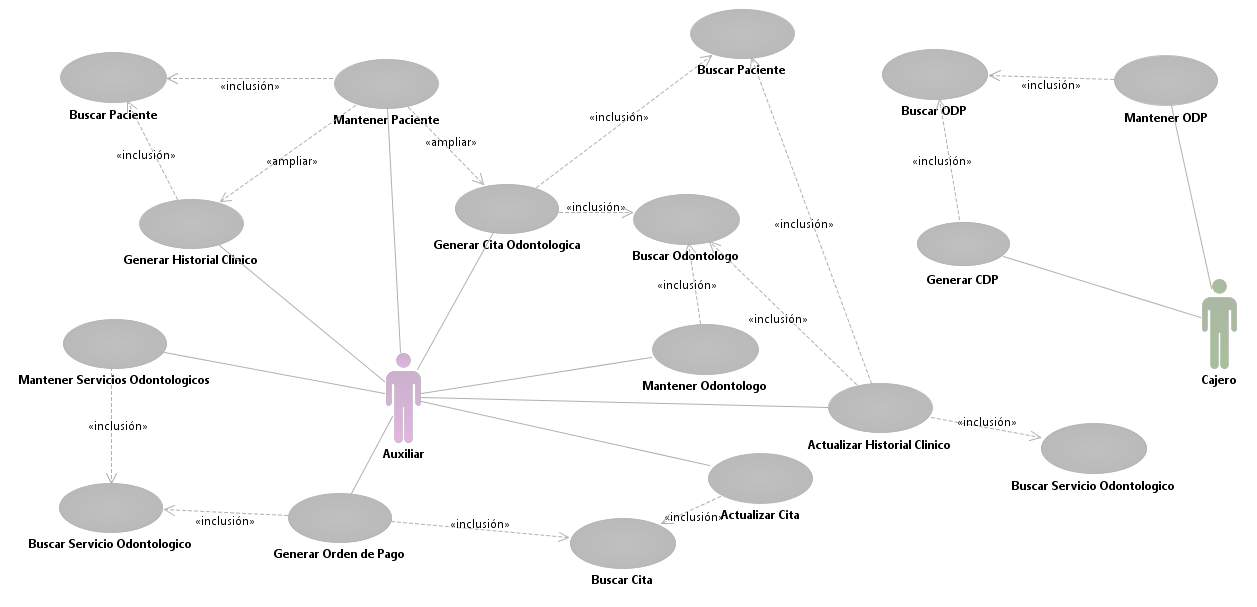 Buscar Paciente
Buscar Paciente
«inclusión»
«inclusión»
Buscar ODP
Mantener ODP
Mantener Paciente
«inclusión»
«ampliar»
«inclusión»
«ampliar»
«inclusión»
«inclusión»
Generar Cita Odontologica
«inclusión»
Generar Historial Clinico
Buscar Odontologo
Generar CDP
«inclusión»
«inclusión»
Mantener Servicios Odontologicos
Mantener Odontologo
Cajero
«inclusión»
«inclusión»
Auxiliar
Actualizar Historial Clinico
Buscar Servicio Odontologico
«inclusión»
«inclusión»
«inclusión»
Actualizar Cita
Buscar Servicio Odontologico
Generar Orden de Pago
Buscar Cita